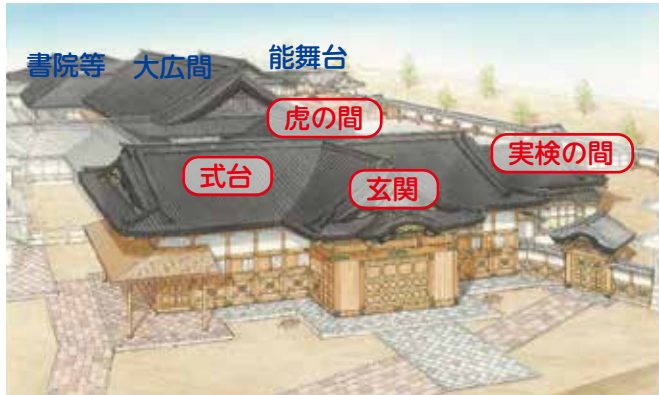 書院等
大広間
能舞台
虎の間
実検の間
式台
玄関